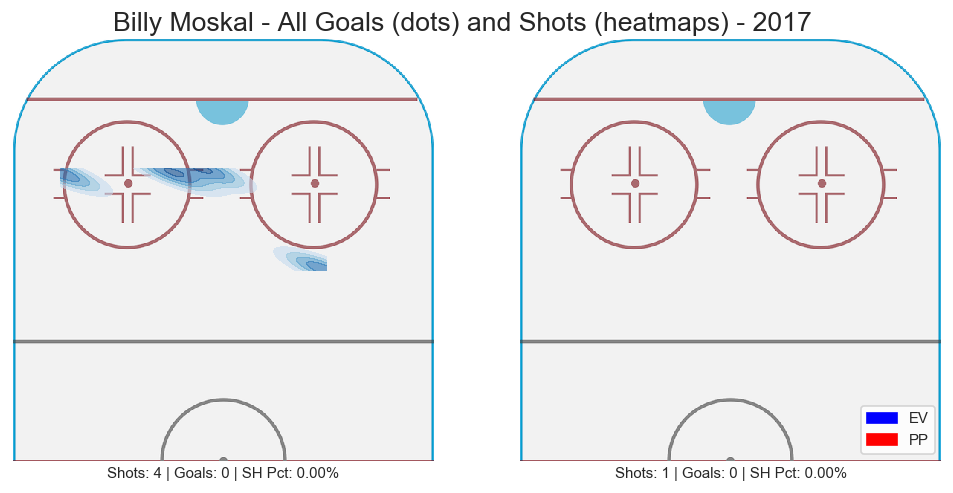 Billy Moskal - All Goals (dots) and Shots (heatmaps) - 2017
EV
PP
Shots: 4 | Goals: 0 | SH Pct: 0.00%
Shots: 1 | Goals: 0 | SH Pct: 0.00%